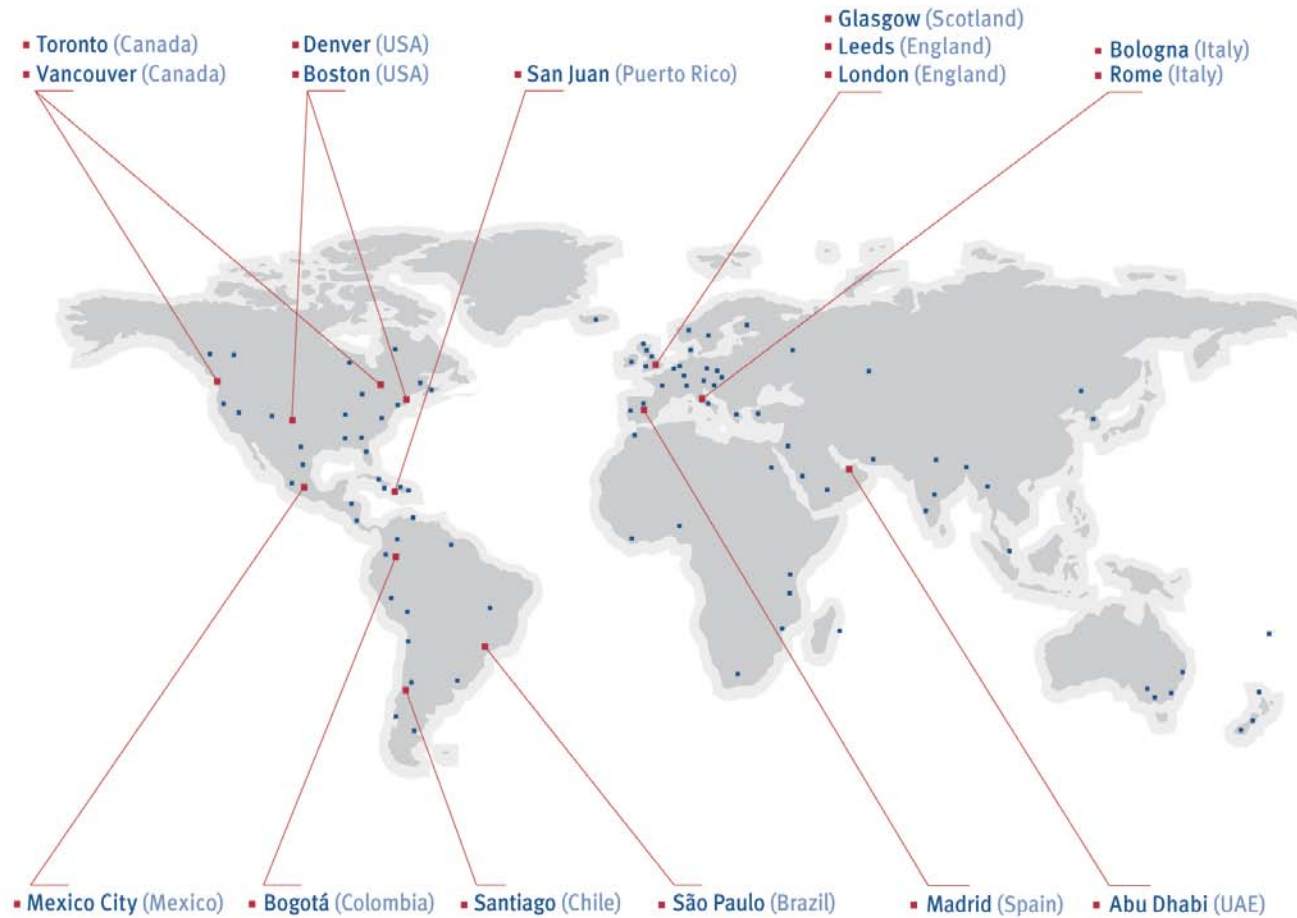 Glasgow (Scotland)
Toronto (Canada)
Denver (USA)
Leeds (England)
Bologna (Italy)
Vancouver (Canada)
Boston (USA)
San Juan (Puerto Rico)
London (England)
Rome (Italy)
Mexico City (Mexico)
Bogotá (Colombia)
Santiago (Chile)
São Paulo (Brazil)
Madrid (Spain)
Abu Dhabi (UAE)